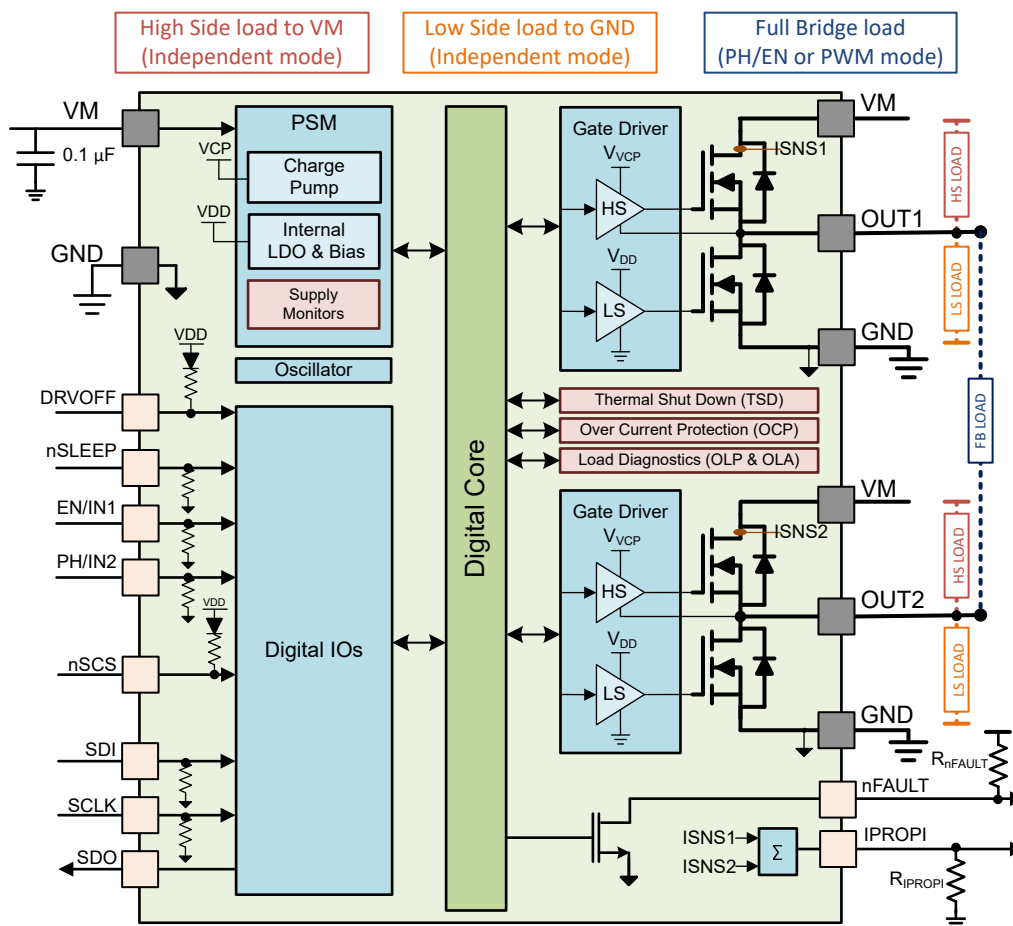 High Side load to VM
(Independent mode)
Low Side load to GND
(Independent mode)
Full Bridge load
(PH/EN or PWM mode)
VM
0.1 µF
GND
PSM
VCP
Charge
Pump
VDD
Internal
LDO & Bias
Supply
Monitors
Oscillator
VDD
DRVOFF
nSLEEP
EN/IN1
PH/IN2
VDD
nSCS
SDI
SCLK
SDO
Digital IOs
Digital Core
Gate Driver
VVCP
HS
VDD
LS
ISNS1
VM
OUT1
GND
HS LOAD
LS LOAD
FB LOAD
Thermal Shut Down (TSD)
Over Current Protection (OCP)
Load Diagnostics (OLP & OLA)
Gate Driver
VVCP
HS
VDD
LS
ISNS2
VM
OUT2
GND
HS LOAD
LS LOAD
RnFAULT
nFAULT
ISNS1
ISNS2
Σ
IPROPI
RIPROPI